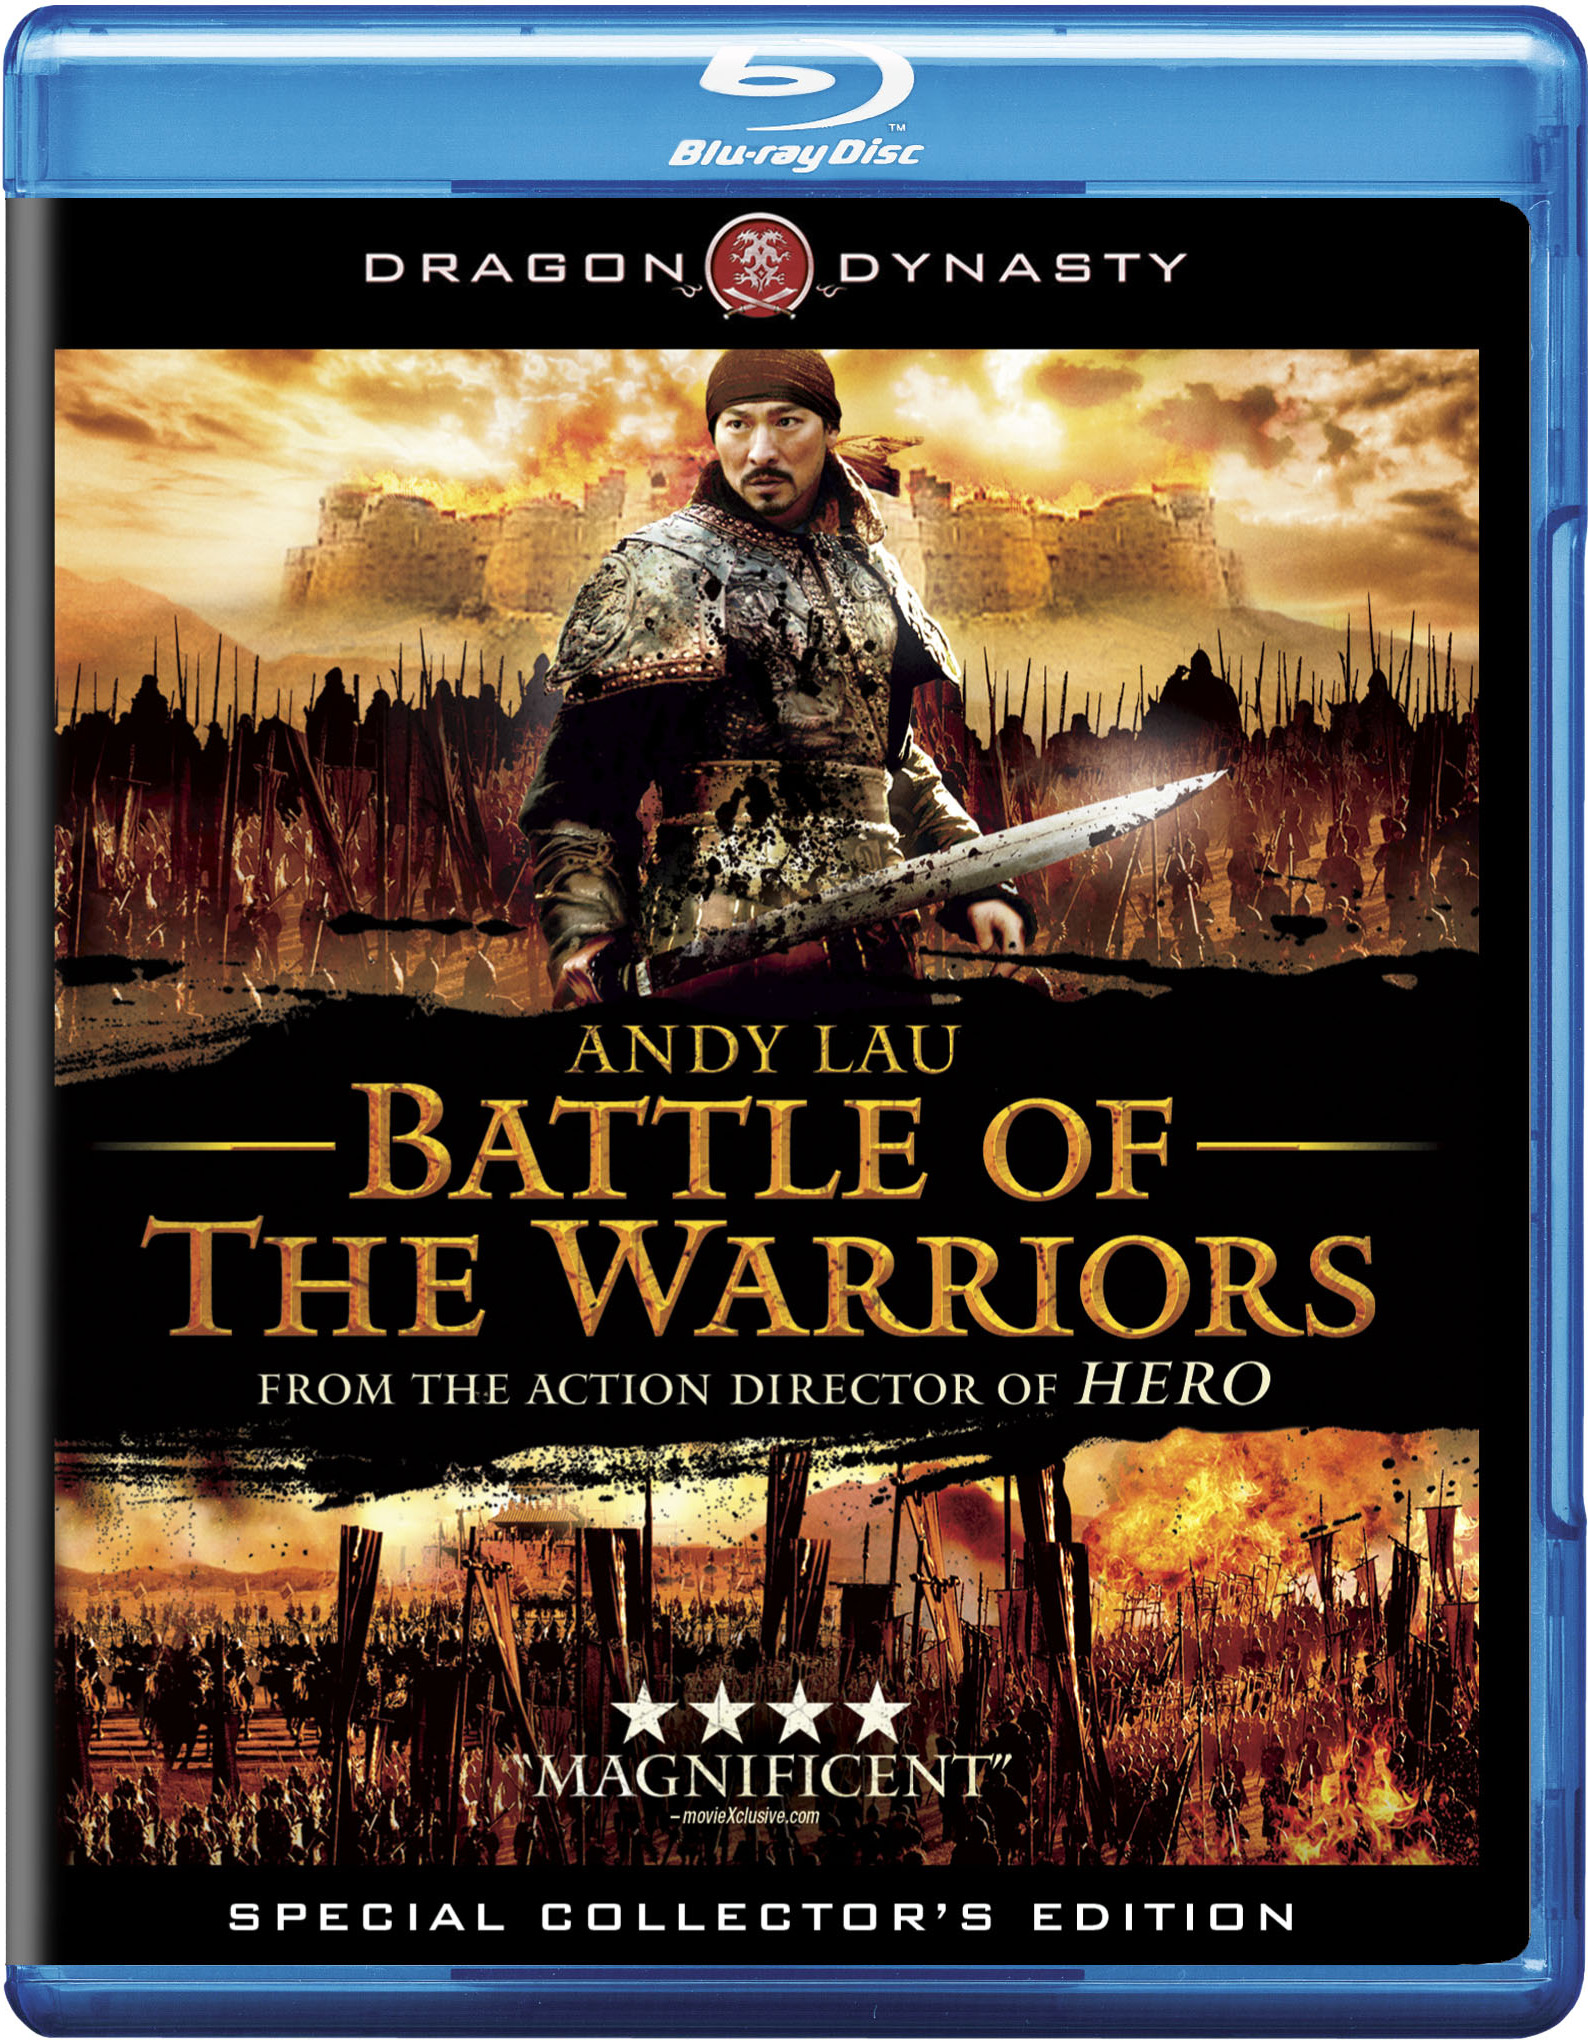 Blu-ray Disc™
DRAGON DYNASTY
ANDY LAU
BATTLE OF
THE WARRIORS
FROM THE ACTION DIRECTOR OF HERO
★★★★
"MAGNIFICENT"
–movieXclusive.com
SPECIAL COLLECTOR'S EDITION